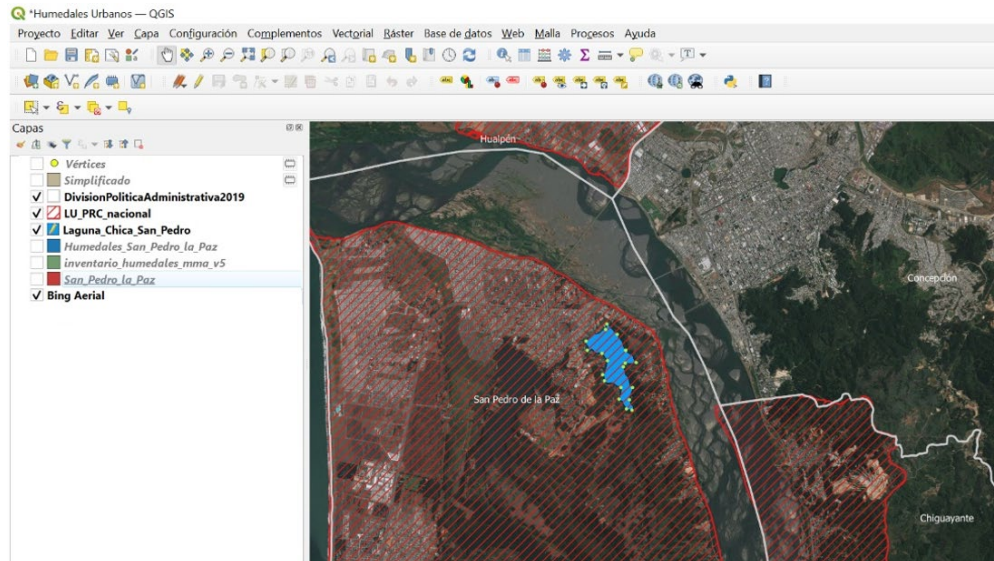 *Humedales Urbanos — QGIS
Proyecto Editar Ver Capa Configuración Complementos Vectorial Ráster Base de datos Web Malla Procesos Ayuda
Capas
Vértices
Simplificado
DivisionPoliticaAdministrativa2019
LU_PRC_nacional
Laguna_Chica_San_Pedro
Humedales_San_Pedro_la_Paz
inventario_humedales_mma_v5
San_Pedro_la_Paz
Bing Aerial
Hualpén
Concepción
San Pedro de la Paz
Chiguayante